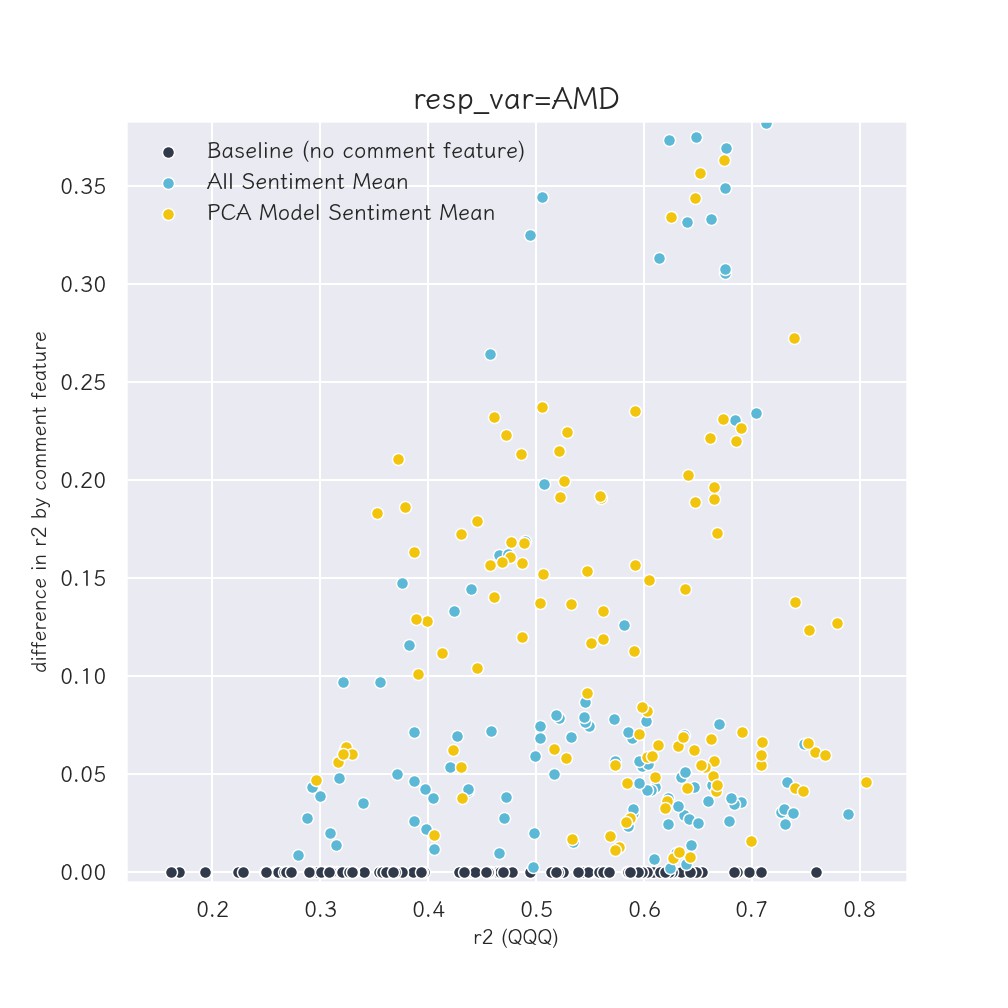 resp_var=AMD
Baseline (no comment feature)
All Sentiment Mean
PCA Model Sentiment Mean
difference in r2 by comment feature
0.35
0.30
0.25
0.20
0.15
0.10
0.05
0.00
0.2 0.3 0.4 0.5 0.6 0.7 0.8
r2 (QQQ)